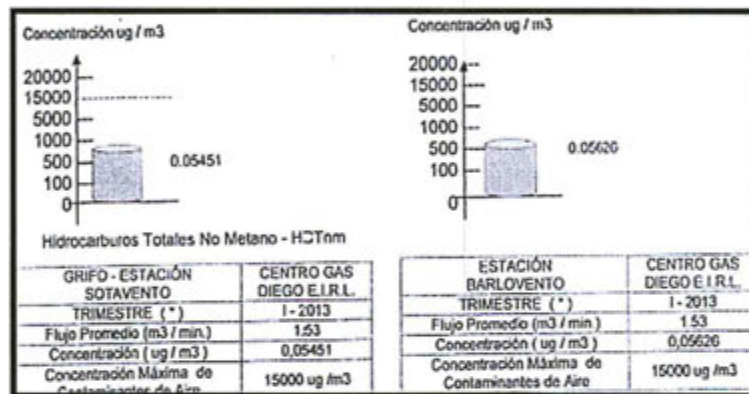 Concentración ug / m3
20000
15000
5000
1000
500
100
0
0.05451
Hidrocarburos Totales No Metano - HCTnm
Concentración ug / m3
20000
15000
5000
1000
500
100
0
0.05626
GRIFO - ESTACIÓN SOTAVENTO
CENTRO GAS DIEGO E.I.R.L.
TRIMESTRE ( * )
I - 2013
Flujo Promedio (m3 / min.)
1.53
Concentración ( ug / m3 )
0,05451
Concentración Máxima de Contaminantes de Aire
15000 ug /m3
ESTACIÓN BARLOVENTO
CENTRO GAS DIEGO E.I.R.L.
TRIMESTRE ( * )
I - 2013
Flujo Promedio (m3 / min.)
1.53
Concentración ( ug / m3 )
0,05626
Concentración Máxima de Contaminantes de Aire
15000 ug /m3